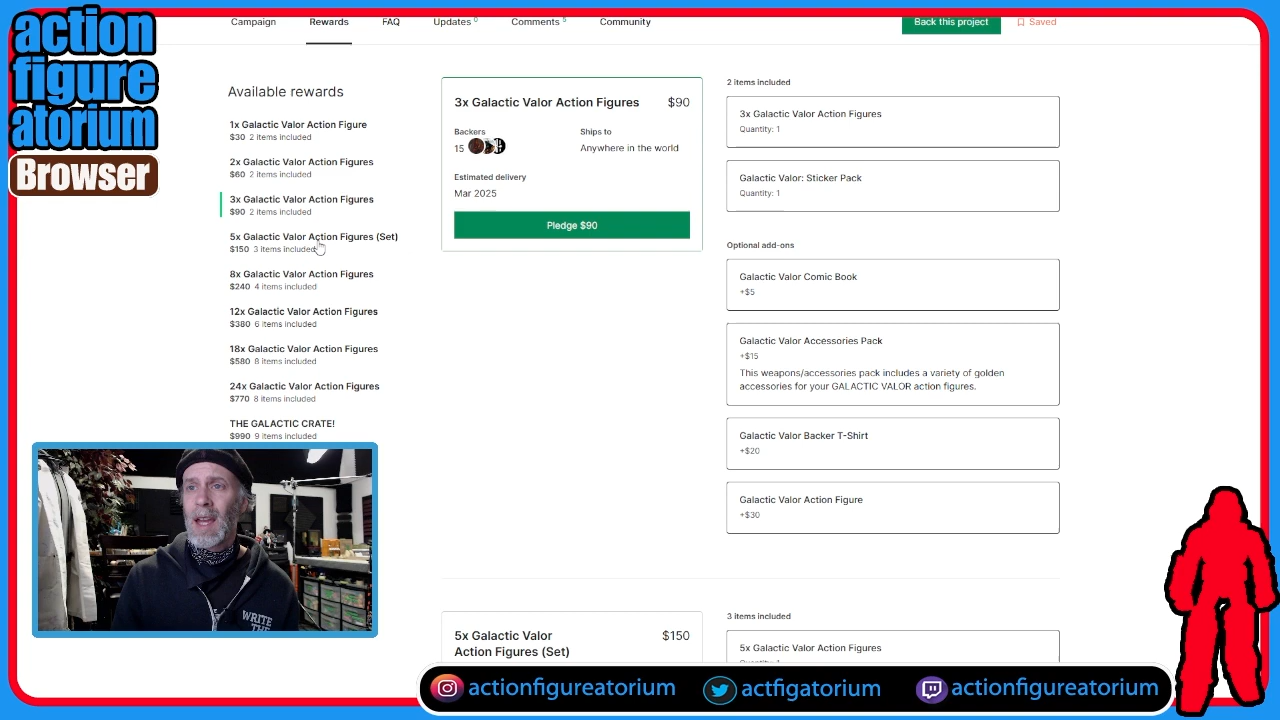 action
figure
atorium
Browser
Campaign
Rewards
FAQ
Updates 0
Comments 5
Community
Back this project
Saved
Available rewards
1x Galactic Valor Action Figure
$30 2 items included
2x Galactic Valor Action Figures
$60 2 items included
3x Galactic Valor Action Figures
$90 2 items included
5x Galactic Valor Action Figures (Set)
$150 3 items included
8x Galactic Valor Action Figures
$240 4 items included
12x Galactic Valor Action Figures
$380 6 items included
18x Galactic Valor Action Figures
$580 8 items included
24x Galactic Valor Action Figures
$770 8 items included
THE GALACTIC CRATE!
$990 9 items included
3x Galactic Valor Action Figures $90
Backers
15
Ships to
Anywhere in the world
Estimated delivery
Mar 2025
Pledge $90
2 items included
3x Galactic Valor Action Figures
Quantity: 1
Galactic Valor: Sticker Pack
Quantity: 1
Optional add-ons
Galactic Valor Comic Book
+$5
Galactic Valor Accessories Pack
+$15
This weapons/accessories pack includes a variety of golden
accessories for your GALACTIC VALOR action figures.
Galactic Valor Backer T-Shirt
+$20
Galactic Valor Action Figure
+$30
5x Galactic Valor $150
Action Figures (Set)
3 items included
5x Galactic Valor Action Figures
WRITE
THE
actionfigureatorium
actfigatorium
actionfigureatorium